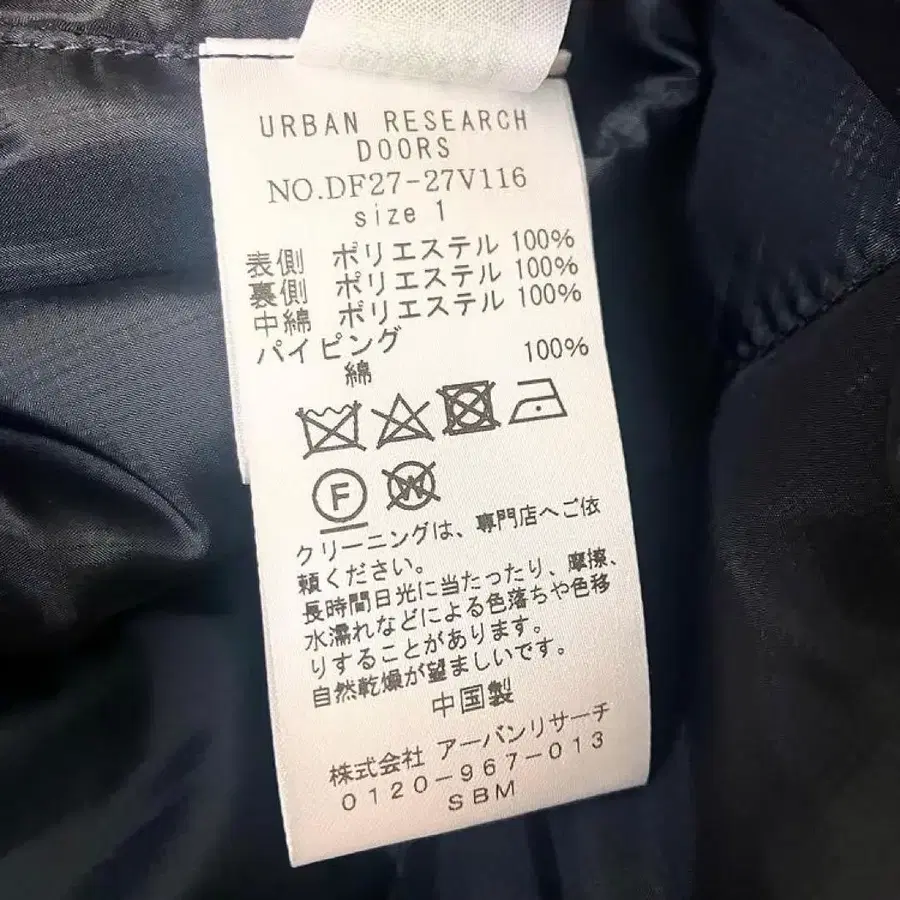 URBAN RESEARCH
DOORS
NO.DF27-27V116
size 1
表側 ポリエステル 100%
裏側 ポリエステル 100%
中綿 ポリエステル 100%
パイピング
綿 100%
F
W
クリーニングは、専門店へご依
頼ください。
長時間日光に当たったり、摩擦、
水濡れなどによる色落ちや色移
りすることがあります。
自然乾燥が望ましいです。
中国製
株式会社 アーバンリサーチ
0120-967-013
SBM